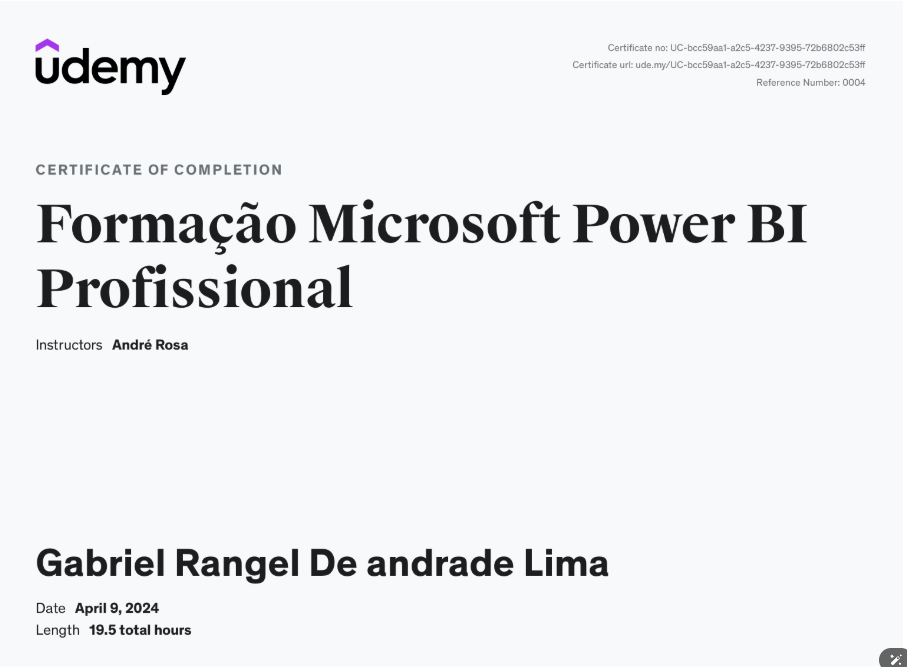 udemy
Certificate no: UC-bcc59aa1-a2c5-4237-9395-72b6802c53ff
Certificate url: ude.my/UC-bcc59aa1-a2c5-4237-9395-72b6802c53ff
Reference Number: 0004
CERTIFICATE OF COMPLETION
Formação Microsoft Power BI
Profissional
Instructors André Rosa
Gabriel Rangel De andrade Lima
Date April 9, 2024
Length 19.5 total hours